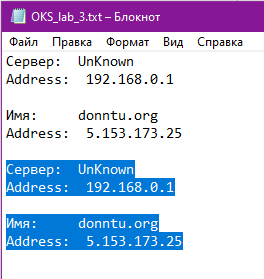 OKS_lab_3.txt – Блокнот
Файл Правка Формат Вид Справка
Сервер: UnKnown
Address: 192.168.0.1
Имя: donntu.org
Address: 5.153.173.25
Сервер: UnKnown
Address: 192.168.0.1
Имя: donntu.org
Address: 5.153.173.25